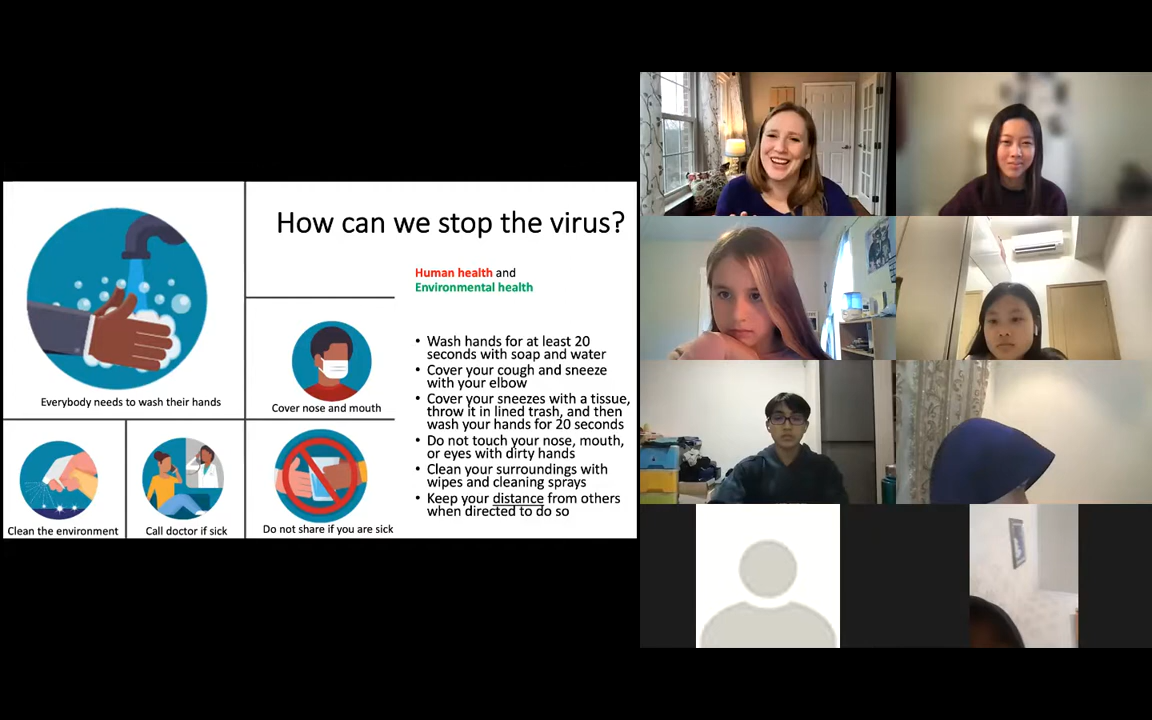 How can we stop the virus?
Human health and
Environmental health
Everybody needs to wash their hands
Cover nose and mouth
Clean the environment
Call doctor if sick
Do not share if you are sick
• Wash hands for at least 20
seconds with soap and water
• Cover your cough and sneeze
with your elbow
• Cover your sneezes with a tissue,
throw it in lined trash, and then
wash your hands for 20 seconds
• Do not touch your nose, mouth,
or eyes with dirty hands
• Clean your surroundings with
wipes and cleaning sprays
• Keep your distance from others
when directed to do so